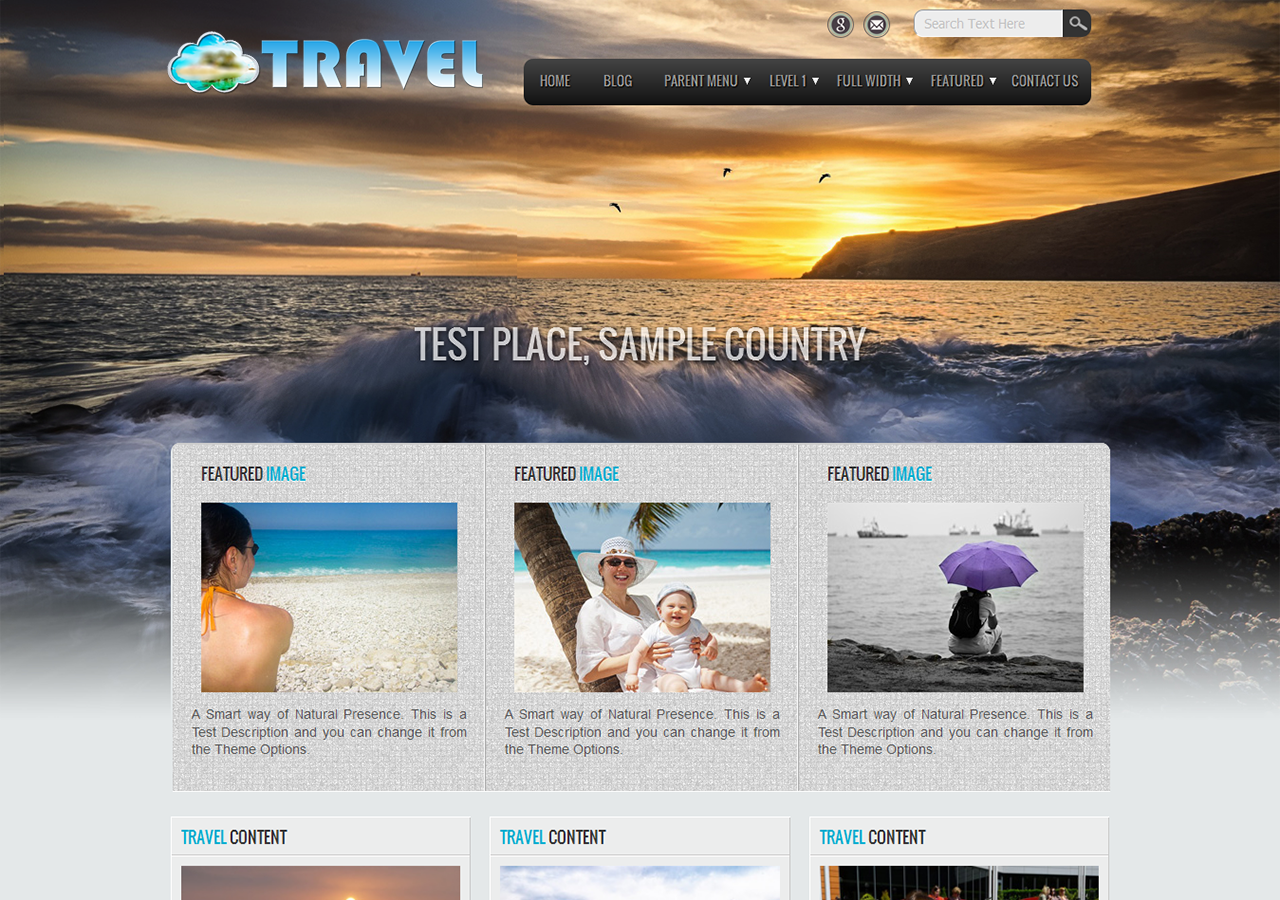 Search Text Here
TRAVEL
HOME BLOG PARENT MENU LEVEL 1 FULL WIDTH FEATURED CONTACT US
TEST PLACE, SAMPLE COUNTRY
FEATURED IMAGE
A Smart way of Natural Presence. This is a
Test Description and you can change it from
the Theme Options.
FEATURED IMAGE
A Smart way of Natural Presence. This is a
Test Description and you can change it from
the Theme Options.
FEATURED IMAGE
A Smart way of Natural Presence. This is a
Test Description and you can change it from
the Theme Options.
TRAVEL CONTENT
TRAVEL CONTENT
TRAVEL CONTENT